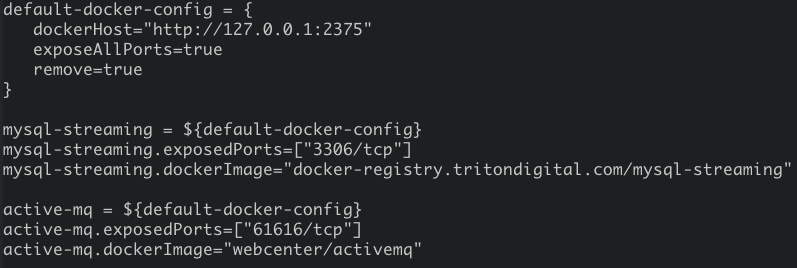 default-docker-config = {
   dockerHost="http://127.0.0.1:2375"
   exposeAllPorts=true
   remove=true
}

mysql-streaming = ${default-docker-config}
mysql-streaming.exposedPorts=["3306/tcp"]
mysql-streaming.dockerImage="docker-registry.tritondigital.com/mysql-streaming"

active-mq = ${default-docker-config}
active-mq.exposedPorts=["61616/tcp"]
active-mq.dockerImage="webcenter/activemq"